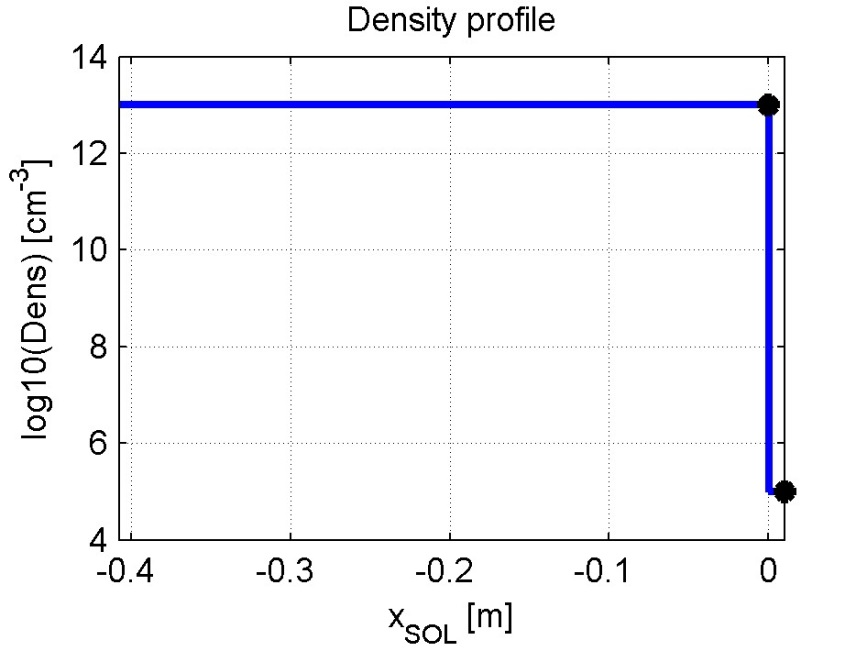 Density profile
log10(Dens) [cm^-3]
14
12
10
8
6
4
-0.4 -0.3 -0.2 -0.1 0
x_SOL [m]